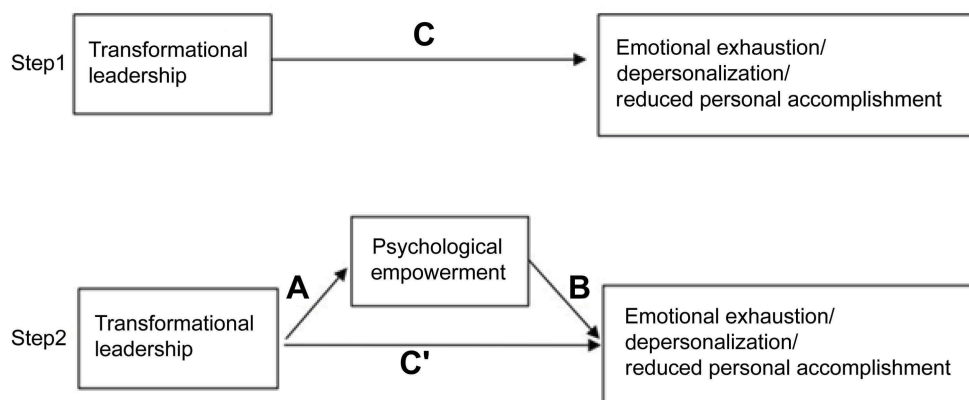 Step1
Transformational
leadership
C
Emotional exhaustion/
depersonalization/
reduced personal accomplishment
Step2
Transformational
leadership
A
Psychological
empowerment
B
C'
Emotional exhaustion/
depersonalization/
reduced personal accomplishment